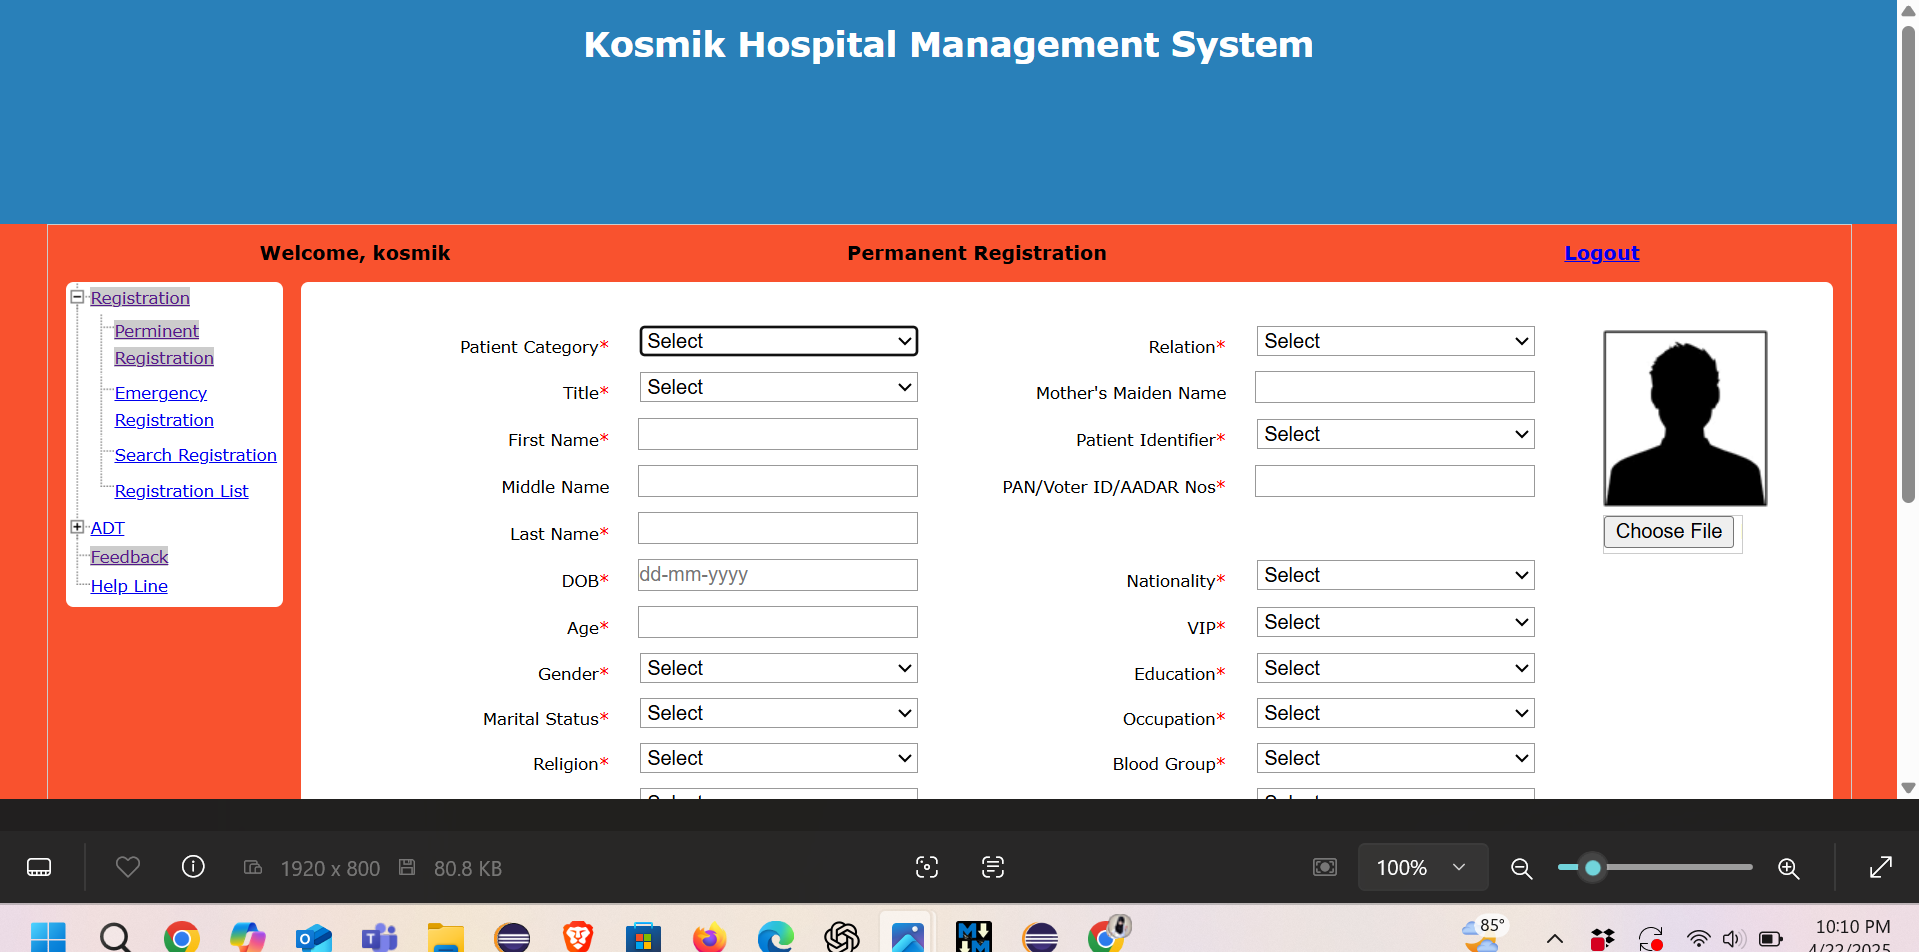 Kosmik Hospital Management System
Welcome, kosmik
Permanent Registration
Logout
Registration
Perminent
Registration
Emergency
Registration
Search Registration
Registration List
ADT
Feedback
Help Line
Patient Category* Select
Title* Select
First Name*
Middle Name
Last Name*
DOB* dd-mm-yyyy
Age*
Gender* Select
Marital Status* Select
Religion* Select
Relation* Select
Mother's Maiden Name
Patient Identifier* Select
PAN/Voter ID/AADAR Nos*
Nationality* Select
VIP* Select
Education* Select
Occupation* Select
Blood Group* Select
Choose File
1920 x 800
80.8 KB
100%
85°
10:10 PM
4/22/2025